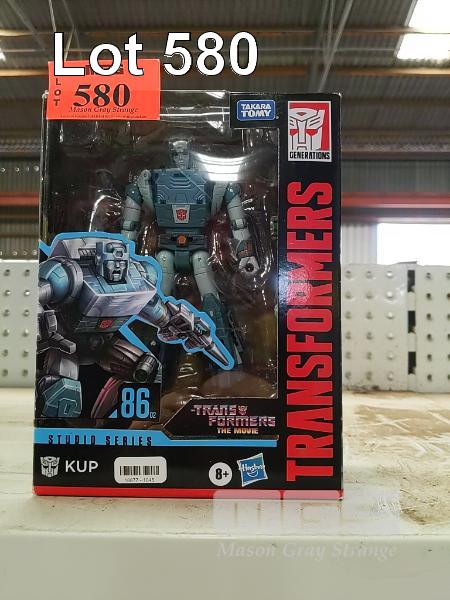 Lot 580
LOT
580
Mason Gray Strange
TAKARA
TOMY
GENERATIONS
TRANSFORMERS
86
02
TRANSFORMERS
THE MOVIE
STUDIO SERIES
KUP
8+
Hasbro
Mason Gray Strange